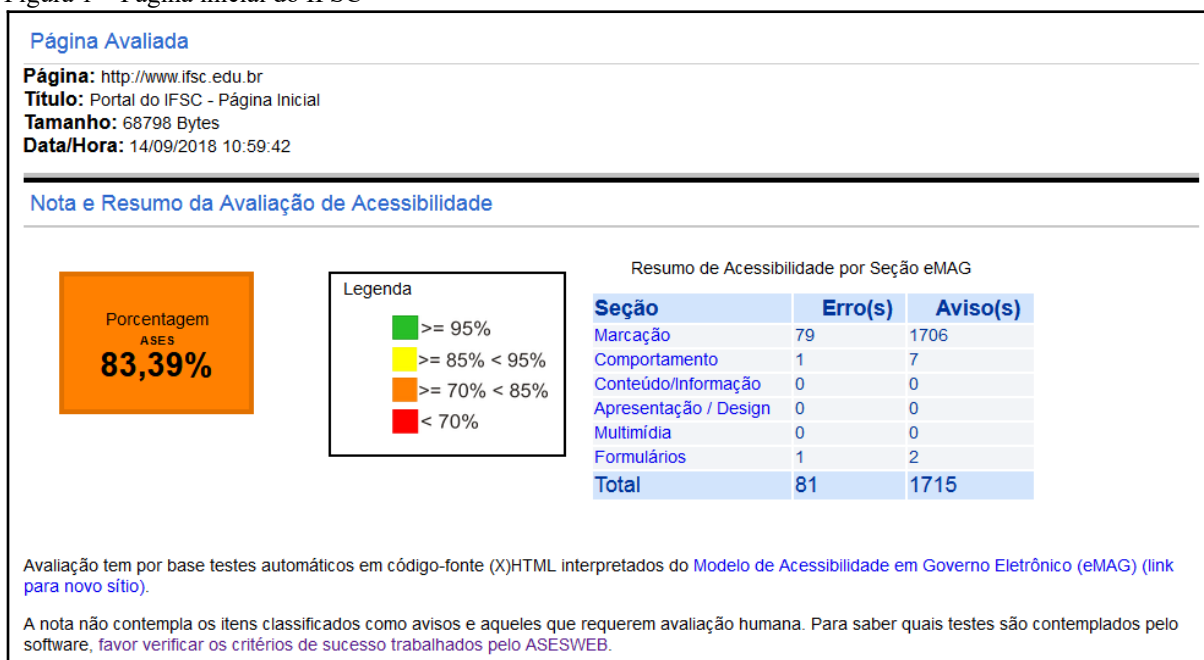 Figura 1 – Página inicial do IFSC
Página Avaliada
Página: http://www.ifsc.edu.br
Título: Portal do IFSC - Página Inicial
Tamanho: 68798 Bytes
Data/Hora: 14/09/2018 10:59:42
Nota e Resumo da Avaliação de Acessibilidade
Porcentagem
ASES
83,39%
Legenda
>= 95%
>= 85% < 95%
>= 70% < 85%
< 70%
Resumo de Acessibilidade por Seção eMAG
Seção Erro(s) Aviso(s)
Marcação 79 1706
Comportamento 1 7
Conteúdo/Informação 0 0
Apresentação / Design 0 0
Multimídia 0 0
Formulários 1 2
Total 81 1715
Avaliação tem por base testes automáticos em código-fonte (X)HTML interpretados do Modelo de Acessibilidade em Governo Eletrônico (eMAG) (link
para novo sítio).
A nota não contempla os itens classificados como avisos e aqueles que requerem avaliação humana. Para saber quais testes são contemplados pelo
software, favor verificar os critérios de sucesso trabalhados pelo ASESWEB.